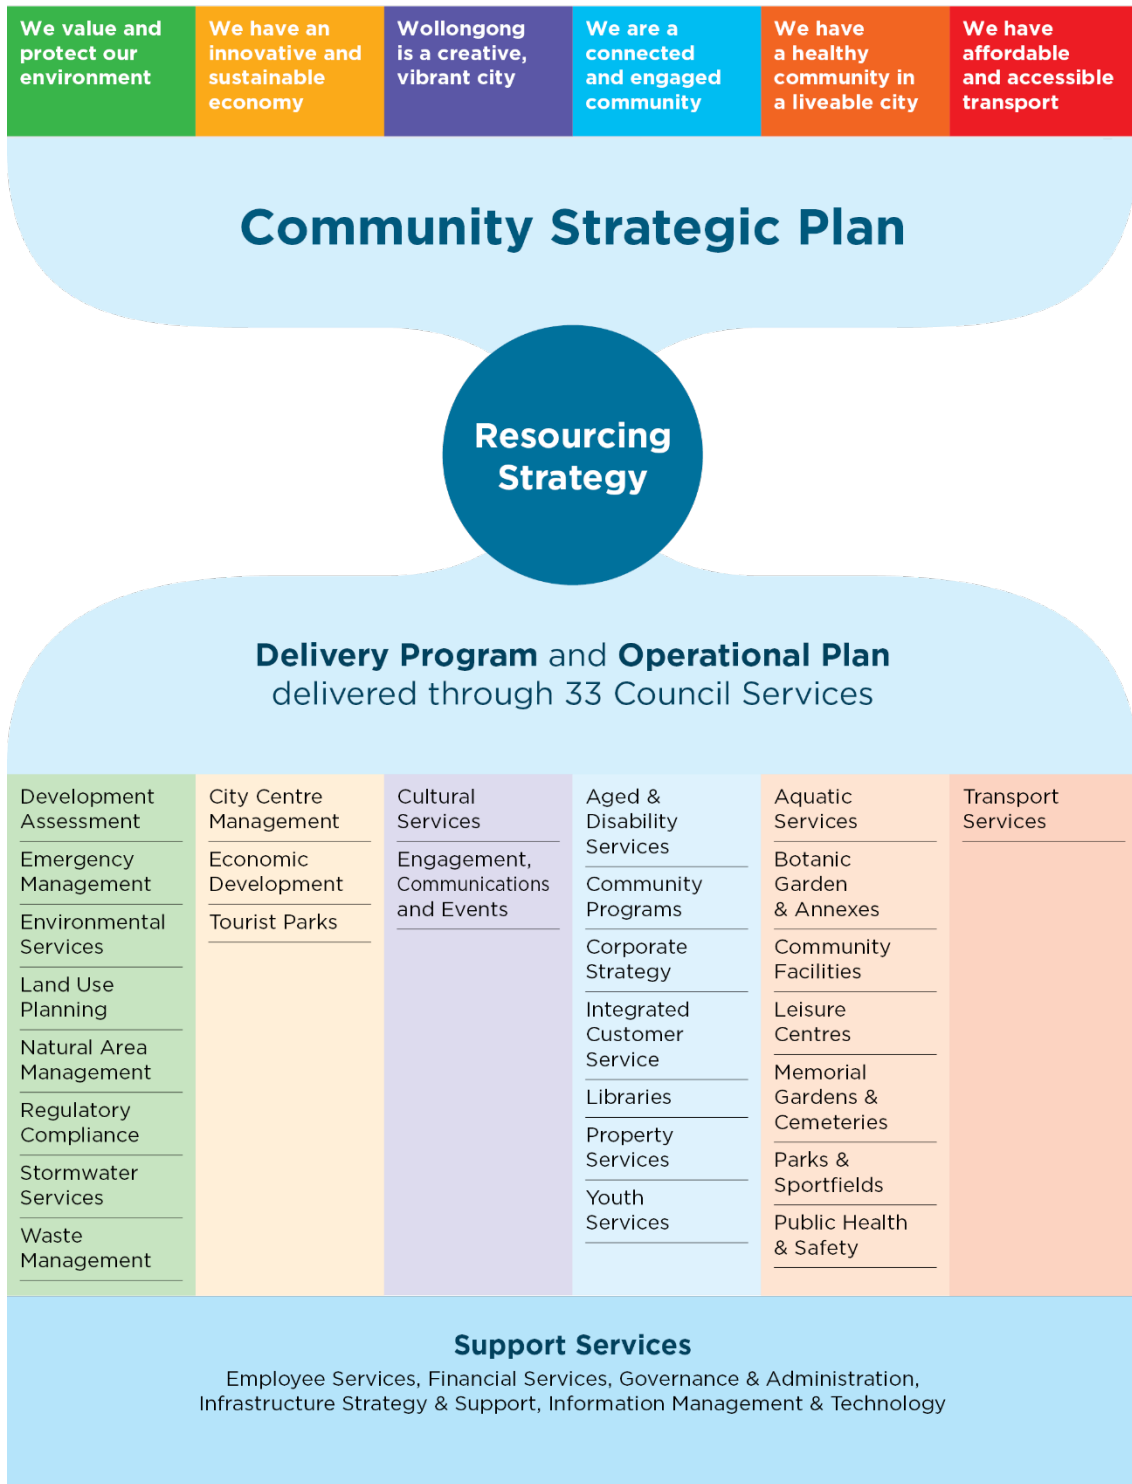 We value and
protect our
environment
We have an
innovative and
sustainable
economy
Wollongong
is a creative,
vibrant city
We are a
connected
and engaged
community
We have
a healthy
community in
a liveable city
We have
affordable
and accessible
transport
Community Strategic Plan
Resourcing
Strategy
Delivery Program and Operational Plan
delivered through 33 Council Services
Development
Assessment
Emergency
Management
Environmental
Services
Land Use
Planning
Natural Area
Management
Regulatory
Compliance
Stormwater
Services
Waste
Management
City Centre
Management
Economic
Development
Tourist Parks
Cultural
Services
Engagement,
Communications
and Events
Aged &
Disability
Services
Community
Programs
Corporate
Strategy
Integrated
Customer
Service
Libraries
Property
Services
Youth
Services
Aquatic
Services
Botanic
Garden
& Annexes
Community
Facilities
Leisure
Centres
Memorial
Gardens &
Cemeteries
Parks &
Sportfields
Public Health
& Safety
Transport
Services
Support Services
Employee Services, Financial Services, Governance & Administration,
Infrastructure Strategy & Support, Information Management & Technology